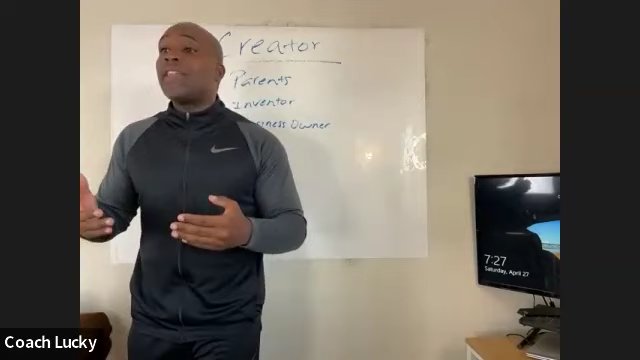 Creator
Parents
Inventor
Owner
7:27
Saturday, April 27
Coach Lucky